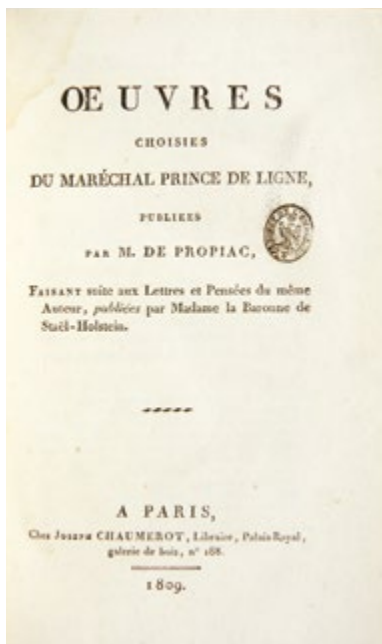 OEUVRES
CHOISIES
DU MARÉCHAL PRINCE DE LIGNE,
PUBLIEES
PAR M. DE PROPIAC,
FAISANT suite aux Lettres et Pensées du même
Auteur, publiées par Madame la Baronne de
Staël-Holstein.
A PARIS,
Chez JOSEPH CHAUMEROT, Libraire, Palais-Royal,
galerie de bois, n° 188.
1809.